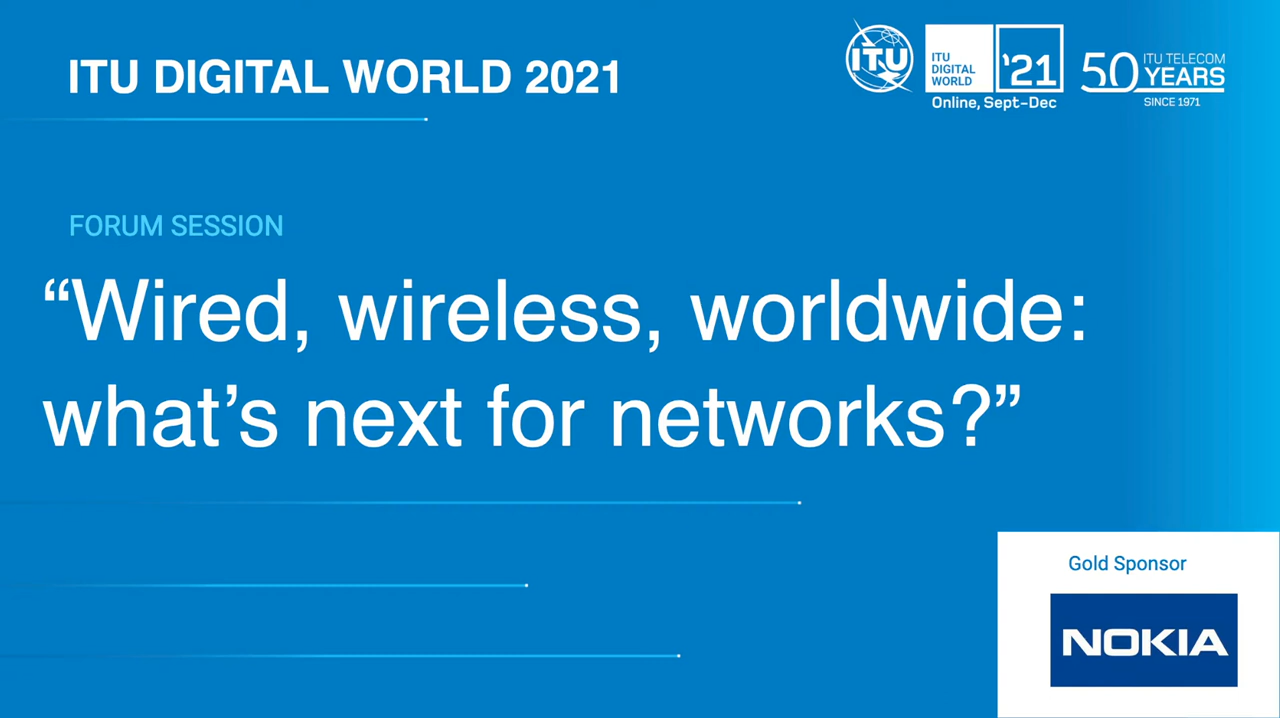 ITU DIGITAL WORLD 2021
ITU
ITU
DIGITAL
WORLD
'21
Online, Sept-Dec
50
ITU TELECOM
YEARS
SINCE 1971
FORUM SESSION
“Wired, wireless, worldwide:
what’s next for networks?”
Gold Sponsor
NOKIA